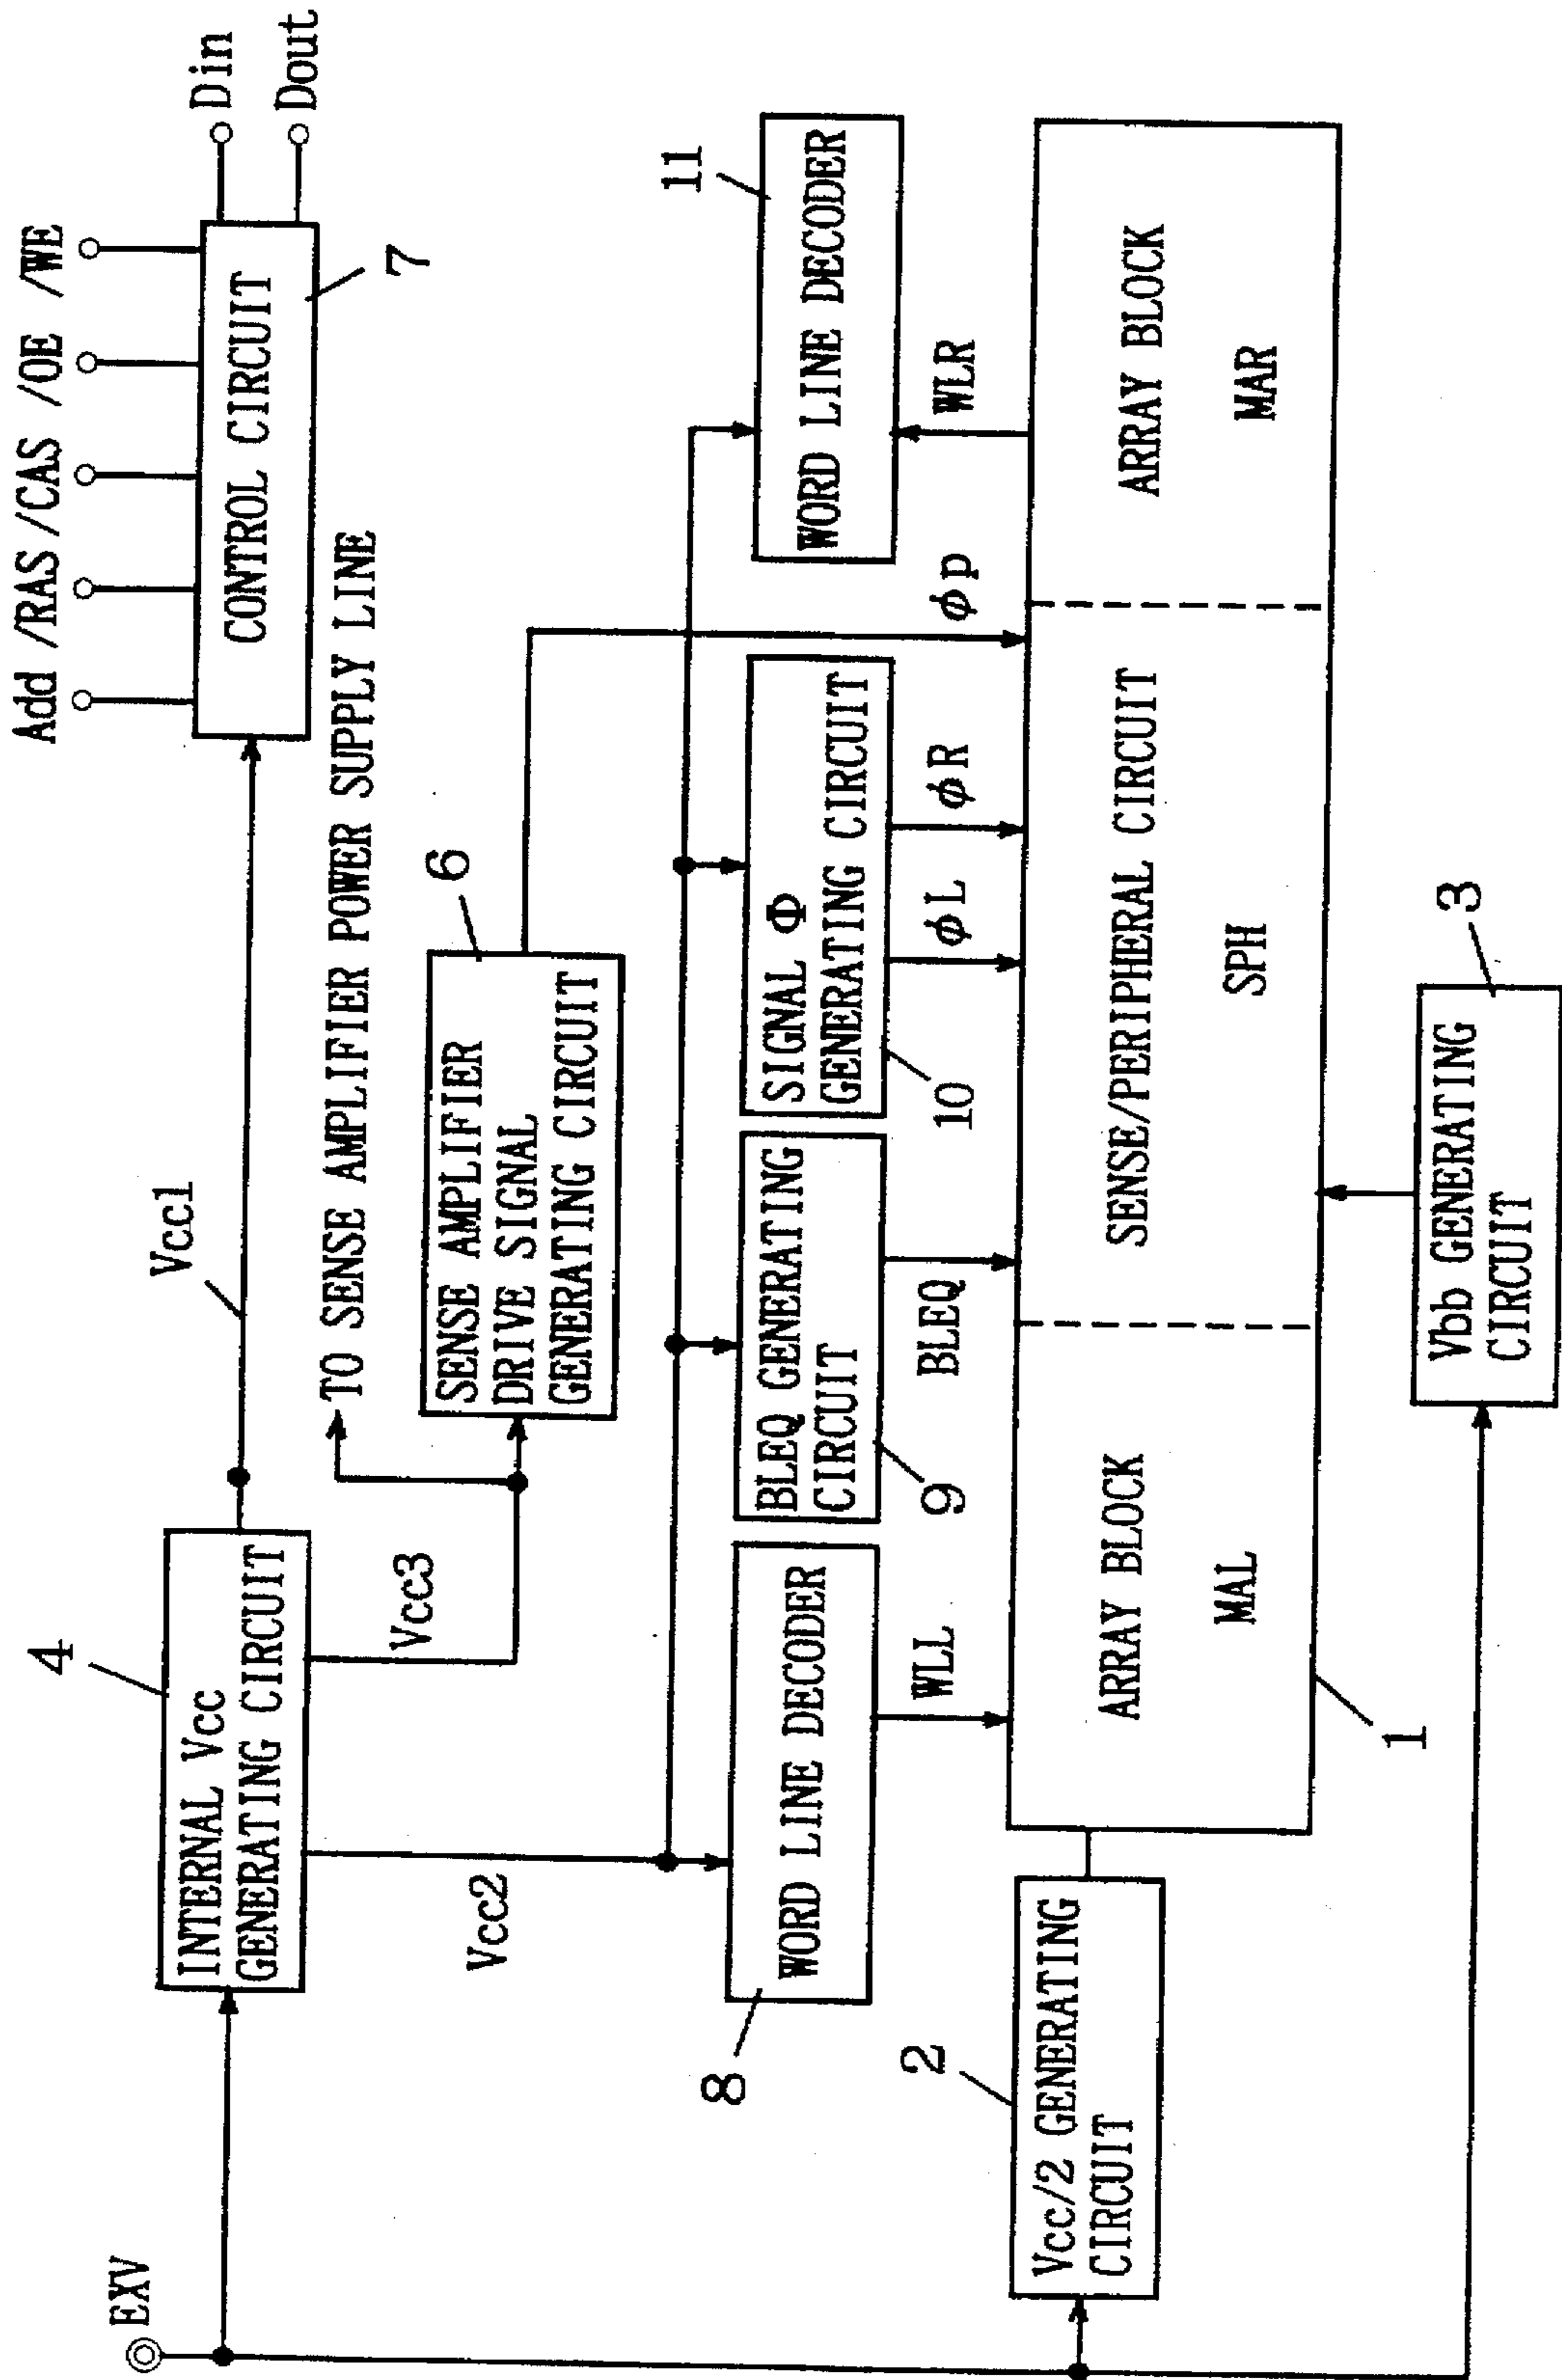 EXV
4
INTERNAL Vcc
GENERATING CIRCUIT
Vcc1
Add /RAS /CAS /OE /WE
CONTROL CIRCUIT
7
Din
Dout
Vcc3
TO SENSE AMPLIFIER POWER SUPPLY LINE
Vcc2
SENSE AMPLIFIER
DRIVE SIGNAL
GENERATING CIRCUIT
6
8
WORD LINE DECODER
WLL
BLEQ GENERATING
CIRCUIT
9
BLEQ
SIGNAL Φ
GENERATING CIRCUIT
10
ϕL
ϕR
ϕp
11
WORD LINE DECODER
WLR
2
Vcc/2 GENERATING
CIRCUIT
ARRAY BLOCK
MAL
1
SENSE/PERIPHERAL CIRCUIT
SPH
ARRAY BLOCK
MAR
3
Vbb GENERATING
CIRCUIT